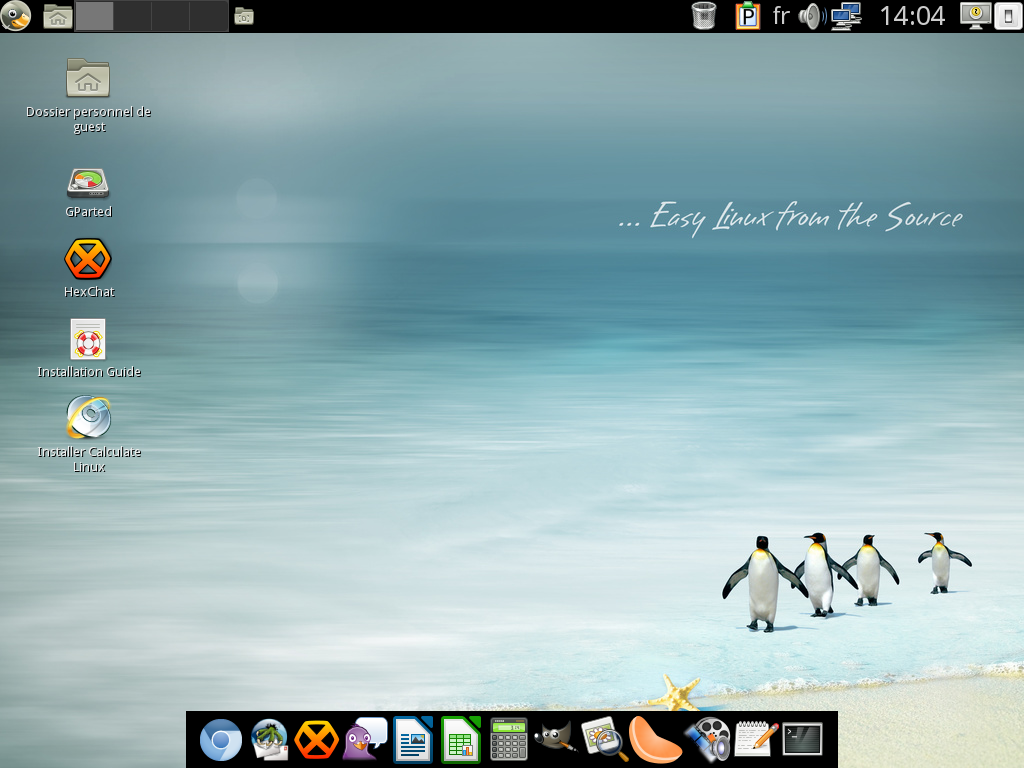 fr 14:04
Dossier personnel de
guest
GParted
... Easy Linux from the Source
HexChat
Installation Guide
Installer Calculate
Linux